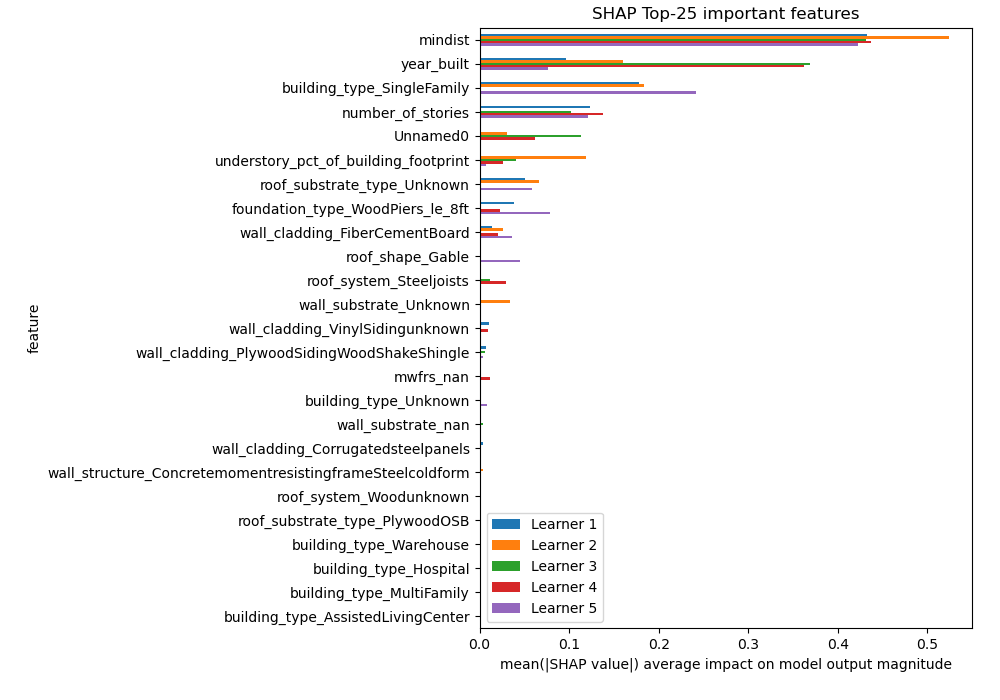 SHAP Top-25 important features
mindist
year_built
building_type_SingleFamily
number_of_stories
Unnamed0
understory_pct_of_building_footprint
roof_substrate_type_Unknown
foundation_type_WoodPiers_le_8ft
wall_cladding_FiberCementBoard
roof_shape_Gable
roof_system_Steeljoists
wall_substrate_Unknown
wall_cladding_VinylSidingunknown
wall_cladding_PlywoodSidingWoodShakeShingle
mwfrs_nan
building_type_Unknown
wall_substrate_nan
wall_cladding_Corrugatedsteelpanels
wall_structure_ConcretemomentresistingframeSteelcoldform
roof_system_Woodunknown
roof_substrate_type_PlywoodOSB
building_type_Warehouse
building_type_Hospital
building_type_MultiFamily
building_type_AssistedLivingCenter
feature
Learner 1
Learner 2
Learner 3
Learner 4
Learner 5
0.0 0.1 0.2 0.3 0.4 0.5
mean(|SHAP value|) average impact on model output magnitude